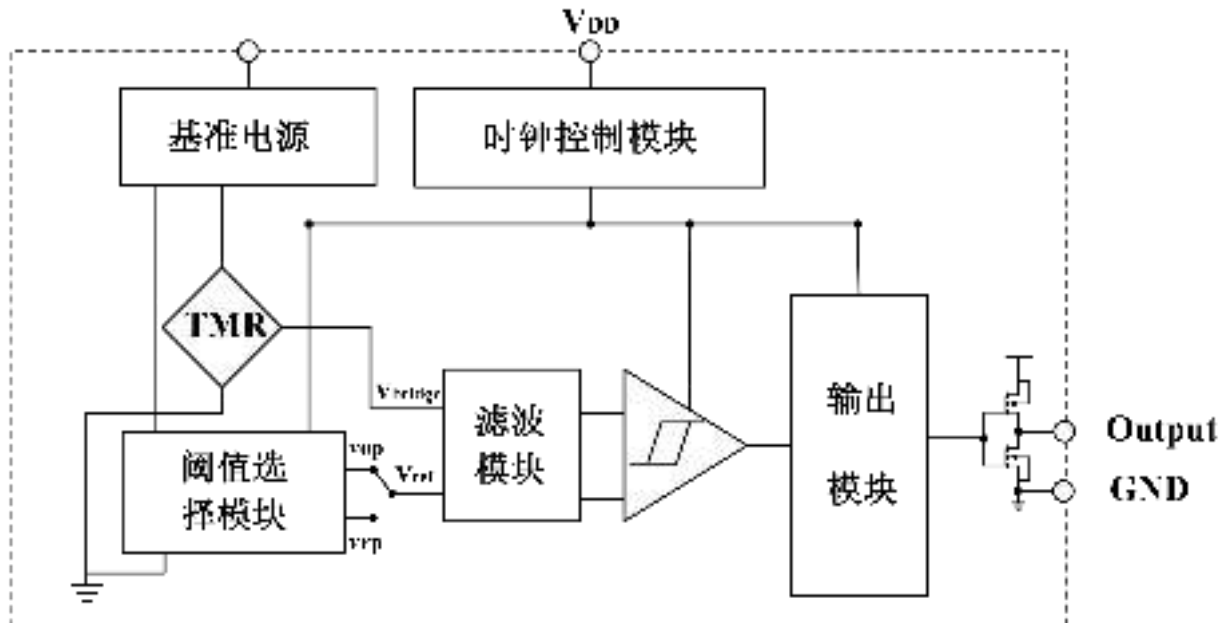 VDD
基准电源
时钟控制模块
TMR
Vbridge
滤波
模块
输出
模块
阈值选
择模块
vop
Vref
vrp
Output
GND